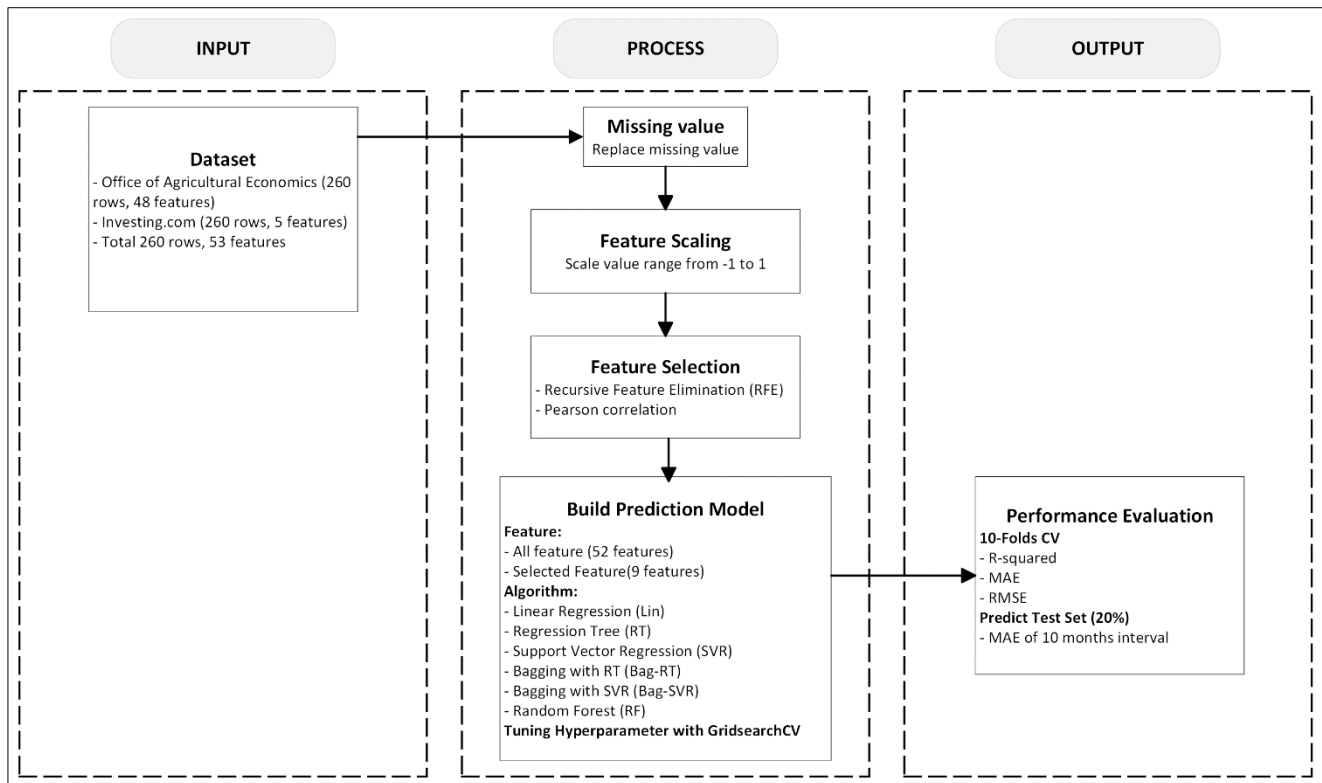 INPUT
PROCESS
OUTPUT
Dataset
- Office of Agricultural Economics (260
rows, 48 features)
- Investing.com (260 rows, 5 features)
- Total 260 rows, 53 features
Missing value
Replace missing value
Feature Scaling
Scale value range from -1 to 1
Feature Selection
- Recursive Feature Elimination (RFE)
- Pearson correlation
Build Prediction Model
Feature:
- All feature (52 features)
- Selected Feature(9 features)
Algorithm:
- Linear Regression (Lin)
- Regression Tree (RT)
- Support Vector Regression (SVR)
- Bagging with RT (Bag-RT)
- Bagging with SVR (Bag-SVR)
- Random Forest (RF)
Tuning Hyperparameter with GridsearchCV
Performance Evaluation
10-Folds CV
- R-squared
- MAE
- RMSE
Predict Test Set (20%)
- MAE of 10 months interval